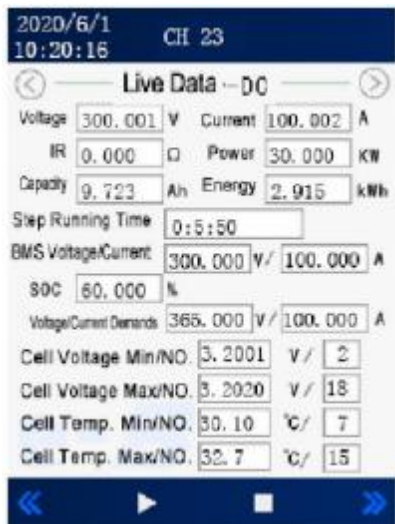 2020/6/1
10:20:16
CH 23
Live Data--DC
Voltage 300.001 V Current 100.002 A
IR 0.000 Ω Power 30.000 KW
Capacity 9.723 Ah Energy 2.915 kWh
Step Running Time 0:5:50
BMS Voltage/Current 300.000 V/ 100.000 A
SOC 60.000 %
Voltage/Current Demands 365.000 V/ 100.000 A
Cell Voltage Min/NO. 3.2001 V/ 2
Cell Voltage Max/NO. 3.2020 V/ 18
Cell Temp. Min/NO. 30.10 ℃/ 7
Cell Temp. Max/NO. 32.7 ℃/ 15